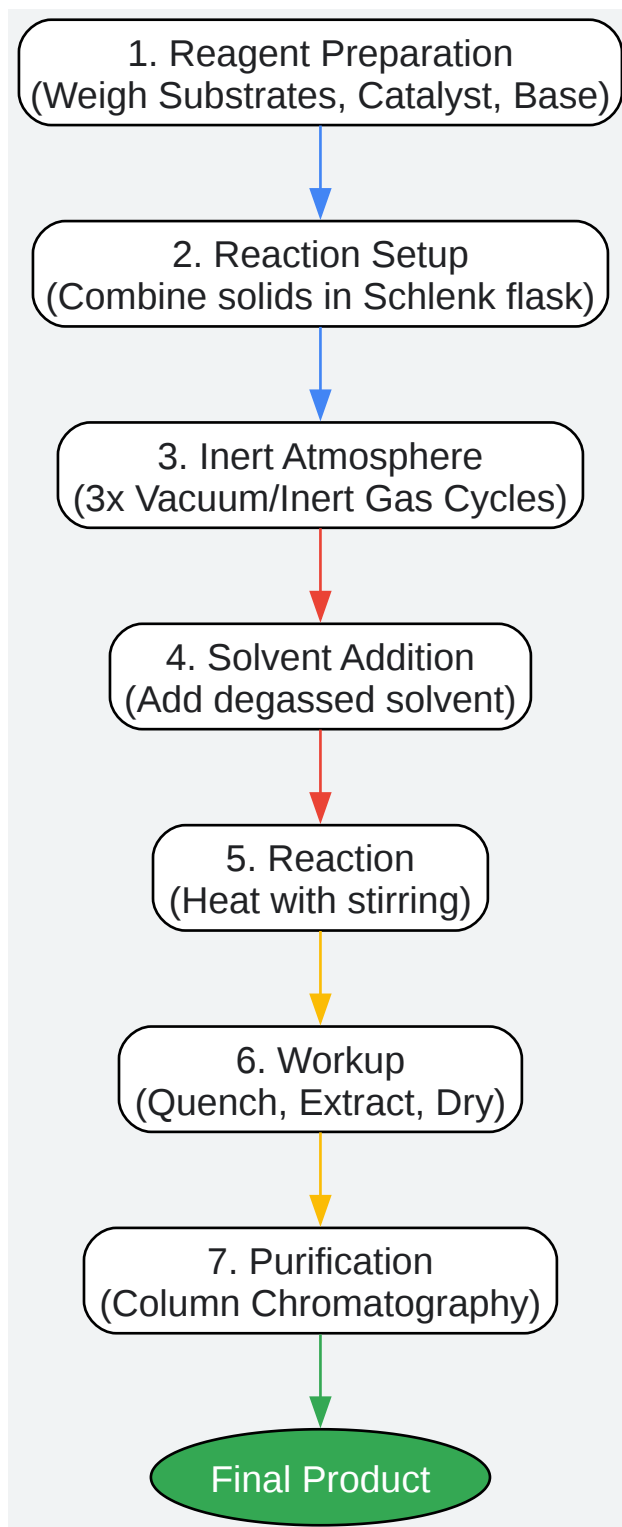 1. Reagent Preparation
(Weigh Substrates, Catalyst, Base)
2. Reaction Setup
(Combine solids in Schlenk flask)
3. Inert Atmosphere
(3x Vacuum/Inert Gas Cycles)
4. Solvent Addition
(Add degassed solvent)
5. Reaction
(Heat with stirring)
6. Workup
(Quench, Extract, Dry)
7. Purification
(Column Chromatography)
Final Product